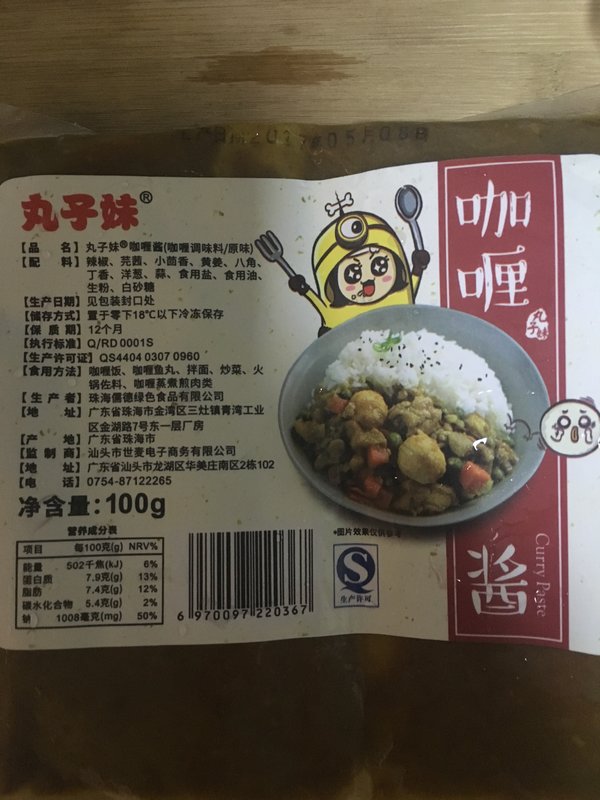 丸子妹®
【品 名】丸子妹®咖喱酱(咖喱调味料/原味)
【配 料】辣椒、芫茜、小茴香、黄姜、八角、
丁香、洋葱、蒜、食用盐、食用油、
生粉、白砂糖
【生产日期】见包装封口处
【储存方式】置于零下18℃以下冷冻保存
【保 质 期】12个月
【执行标准】Q/RD 0001S
【生产许可证】QS4404 0307 0960
【食用方法】咖喱饭、咖喱鱼丸、拌面、炒菜、火
锅佐料、咖喱蒸煮煎肉类
【生 产 者】珠海儒德绿色食品有限公司
【地 址】广东省珠海市金湾区三灶镇青湾工业
区金湖路7号东一层厂房
【产 地】广东省珠海市
【监 制 商】汕头市世麦电子商务有限公司
【地 址】广东省汕头市龙湖区华美庄南区2栋102
【电 话】0754-87122265
净含量:100g
营养成分表
项目 每100克(g) NRV%
能量 502千焦(kJ) 6%
蛋白质 7.9克(g) 13%
脂肪 7.4克(g) 12%
碳水化合物 5.4克(g) 2%
钠 1008毫克(mg) 50%
6 970097 220367
*图片效果仅供参考
生产许可
咖喱
丸子妹
酱
Curry Paste